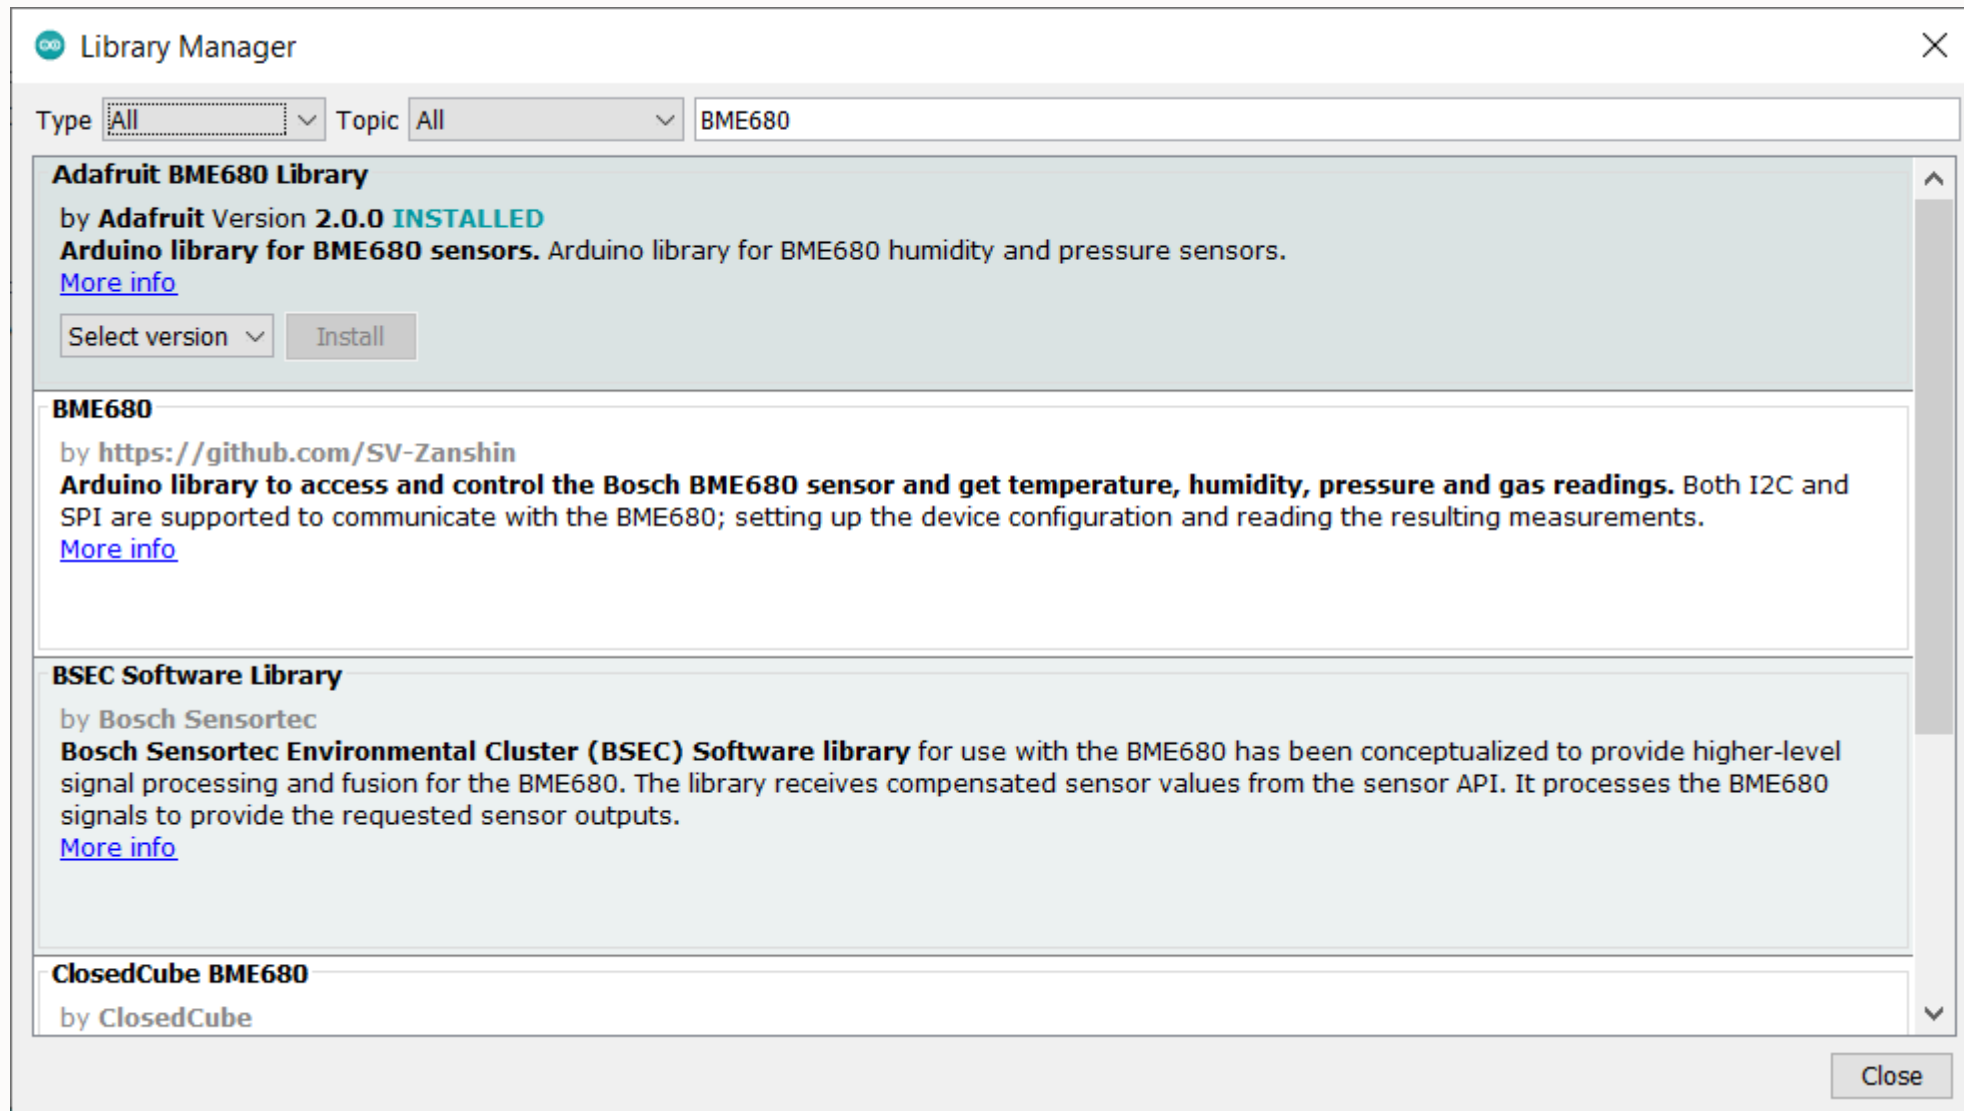 Library Manager
Type All Topic All BME680
Adafruit BME680 Library
by Adafruit Version 2.0.0 INSTALLED
Arduino library for BME680 sensors. Arduino library for BME680 humidity and pressure sensors.
More info
Select version Install
BME680
by https://github.com/SV-Zanshin
Arduino library to access and control the Bosch BME680 sensor and get temperature, humidity, pressure and gas readings. Both I2C and
SPI are supported to communicate with the BME680; setting up the device configuration and reading the resulting measurements.
More info
BSEC Software Library
by Bosch Sensortec
Bosch Sensortec Environmental Cluster (BSEC) Software library for use with the BME680 has been conceptualized to provide higher-level
signal processing and fusion for the BME680. The library receives compensated sensor values from the sensor API. It processes the BME680
signals to provide the requested sensor outputs.
More info
ClosedCube BME680
by ClosedCube
Close